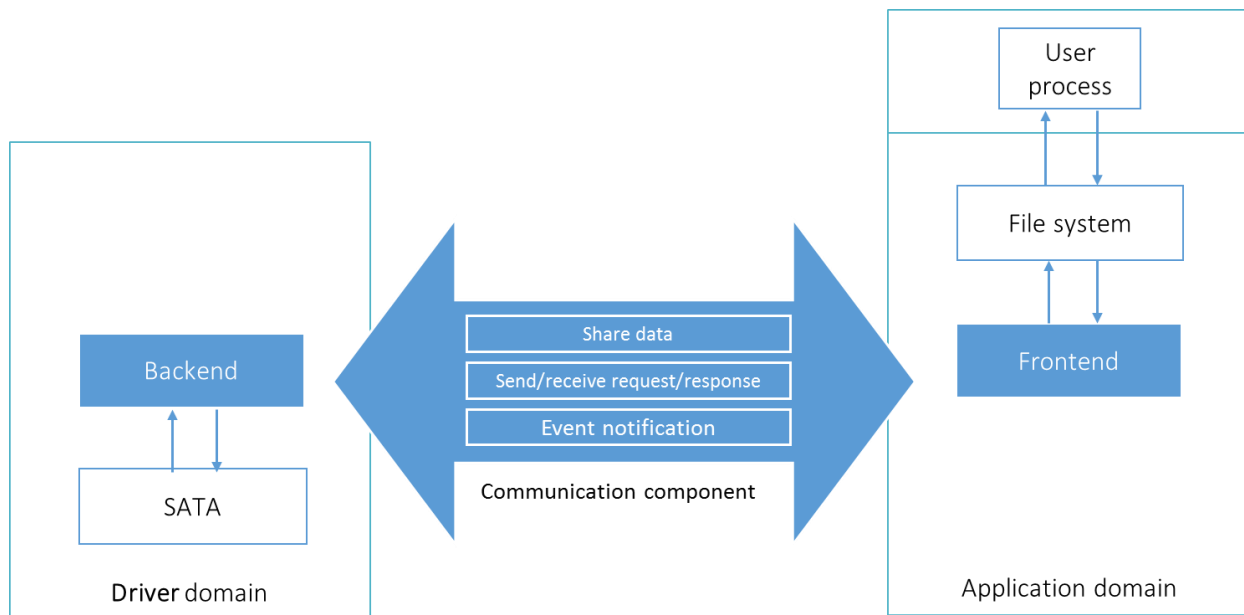 User
process
File system
Share data
Backend
Frontend
Send/receive request/response
Event notification
Communication component
SATA
Driver domain
Application domain